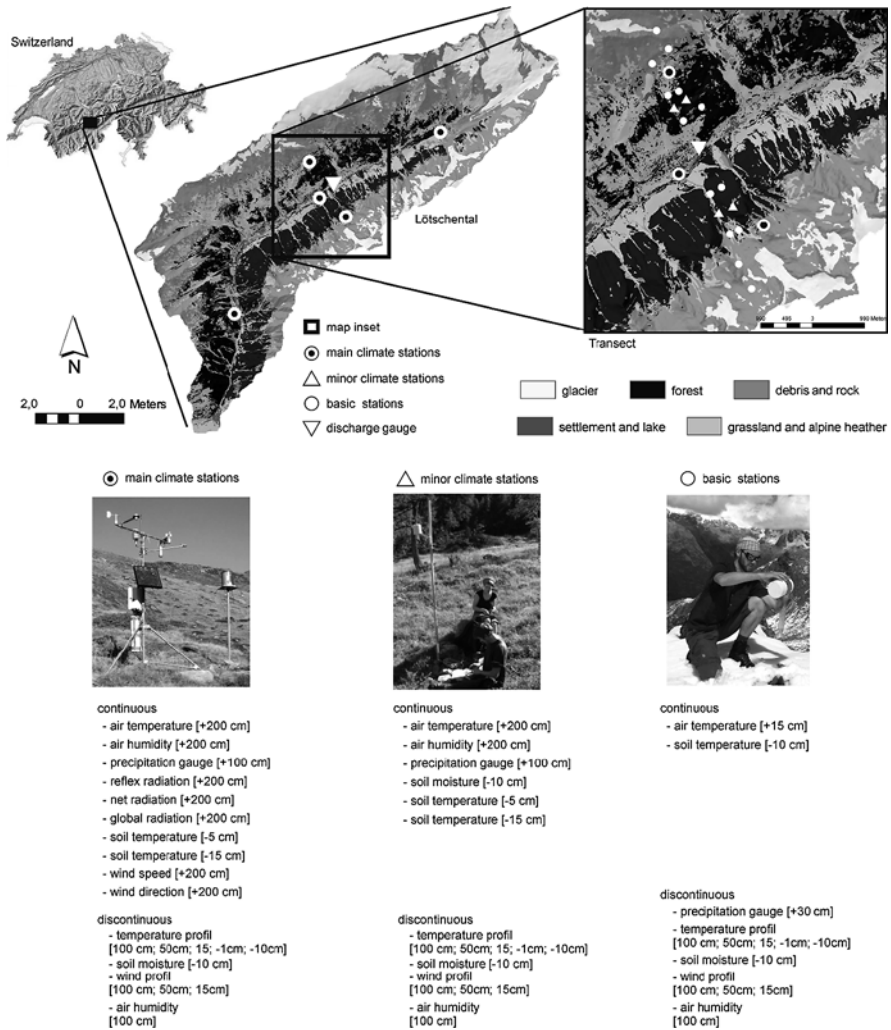 Switzerland
Lötschental
map inset
main climate stations
minor climate stations
basic stations
discharge gauge
N
2,0 0 2,0 Meters
Transect
990 Meters
glacier
forest
debris and rock
settlement and lake
grassland and alpine heather
main climate stations
continuous
- air temperature [+200 cm]
- air humidity [+200 cm]
- precipitation gauge [+100 cm]
- reflex radiation [+200 cm]
- net radiation [+200 cm]
- global radiation [+200 cm]
- soil temperature [-5 cm]
- soil temperature [-15 cm]
- wind speed [+200 cm]
- wind direction [+200 cm]
discontinuous
- temperature profil
[100 cm; 50cm; 15; -1cm; -10cm]
- soil moisture [-10 cm]
- wind profil
[100 cm; 50cm; 15cm]
- air humidity
[100 cm]
minor climate stations
continuous
- air temperature [+200 cm]
- air humidity [+200 cm]
- precipitation gauge [+100 cm]
- soil moisture [-10 cm]
- soil temperature [-5 cm]
- soil temperature [-15 cm]
discontinuous
- temperature profil
[100 cm; 50cm; 15; -1cm; -10cm]
- soil moisture [-10 cm]
- wind profil
[100 cm; 50cm; 15cm]
- air humidity
[100 cm]
basic stations
continuous
- air temperature [+15 cm]
- soil temperature [-10 cm]
discontinuous
- precipitation gauge [+30 cm]
- temperature profil
[100 cm; 50cm; 15; -1cm; -10cm]
- soil moisture [-10 cm]
- wind profil
[100 cm; 50cm; 15cm]
- air humidity
[100 cm]